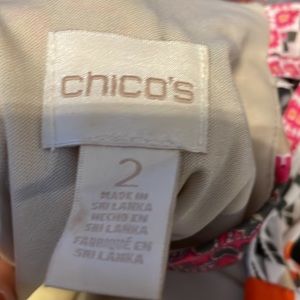 chico's
2
MADE IN
SRI LANKA
HECHO EN
SRI LANKA
FABRIQUÉ EN
SRI LANKA